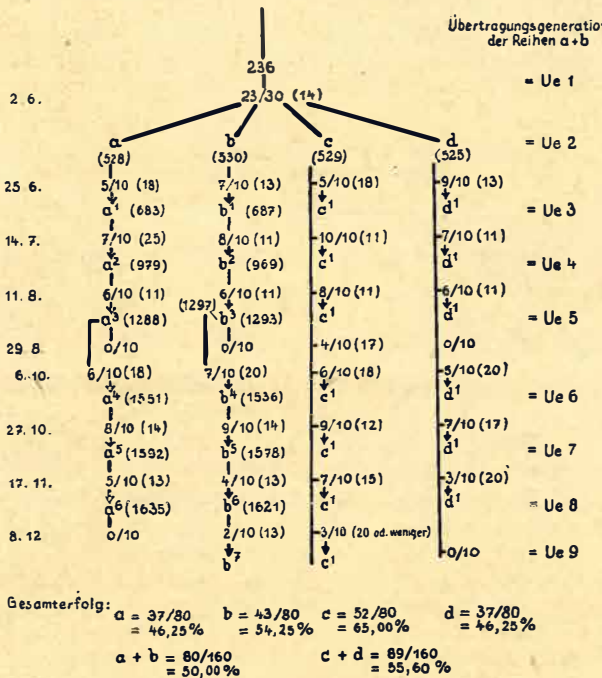 Übertragungsgeneration
der Reihen a+b
236
= Ue 1
2.6. 23/30 (14)
a b c d = Ue 2
(528) (530) (529) (525)
25 6. 5/10 (18) 7/10 (13) 5/10 (18) 9/10 (13)
a¹ (683) b¹ (687) c¹ d¹ = Ue 3
14.7. 7/10 (25) 8/10 (11) 10/10 (11) 7/10 (11)
a² (979) b² (969) c¹ d¹ = Ue 4
11.8. 6/10 (11) 6/10 (11) 8/10 (11) 6/10 (11)
a³ (1288) (1297) b³ (1293) c¹ d¹ = Ue 5
29 8 0/10 0/10 4/10 (17) 0/10
6.10. 6/10 (18) 7/10 (20) 6/10 (18) 5/10 (20)
a⁴ (1551) b⁴ (1536) c¹ d¹ = Ue 6
27.10. 8/10 (14) 9/10 (14) 9/10 (12) 7/10 (17)
a⁵ (1592) b⁵ (1578) c¹ d¹ = Ue 7
17.11. 5/10 (13) 4/10 (13) 7/10 (15) 3/10 (20)
a⁶ (1635) b⁶ (1621) c¹ d¹ = Ue 8
8.12 0/10 2/10 (13) 3/10 (20 od. weniger) 0/10 = Ue 9
b⁷ c¹
Gesamterfolg: a = 37/80 b = 43/80 c = 52/80 d = 37/80
= 46,25% = 54,25% = 65,00% = 46,25%
a + b = 80/160 c + d = 89/160
= 50,00% = 55,60%